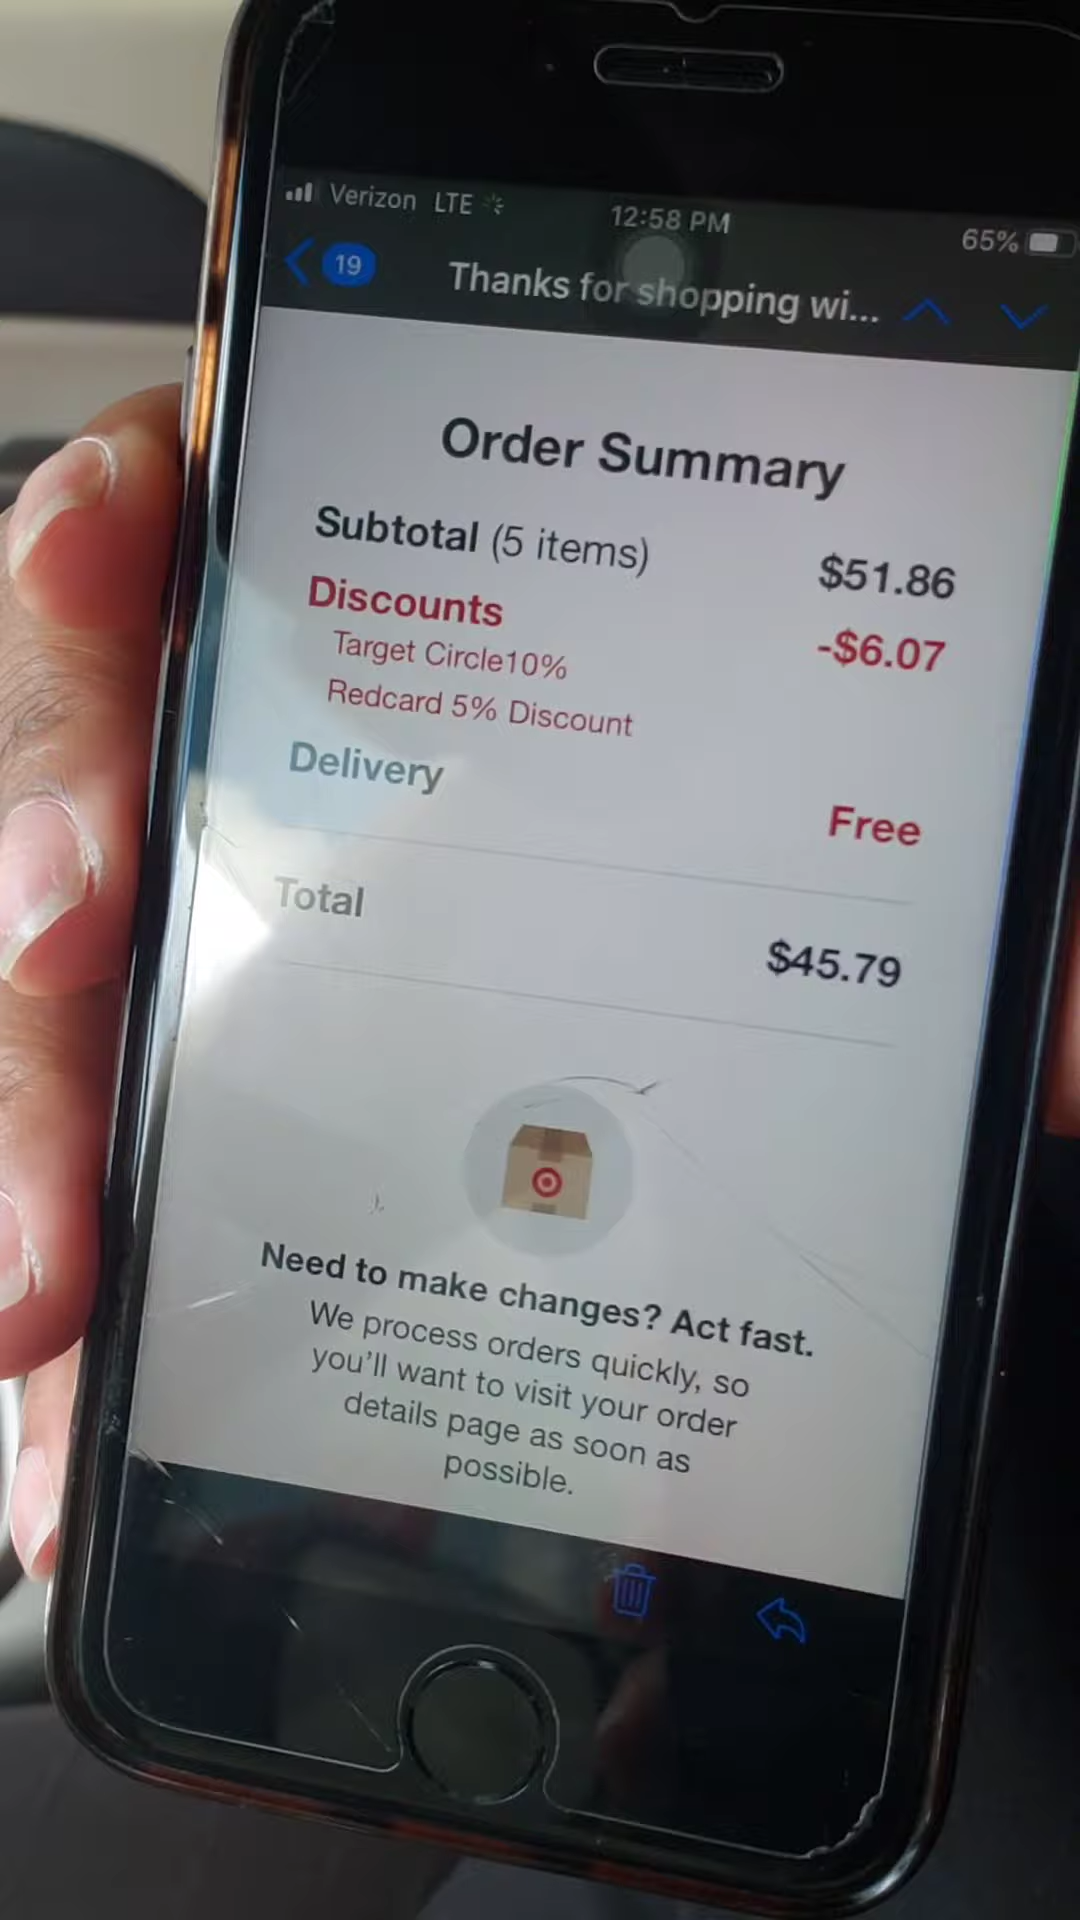 Verizon LTE 12:58 PM 65%
19 Thanks for shopping wi...
Order Summary
Subtotal (5 items) $51.86
Discounts -$6.07
Target Circle10%
Redcard 5% Discount
Delivery Free
Total $45.79
Need to make changes? Act fast.
We process orders quickly, so
you'll want to visit your order
details page as soon as
possible.